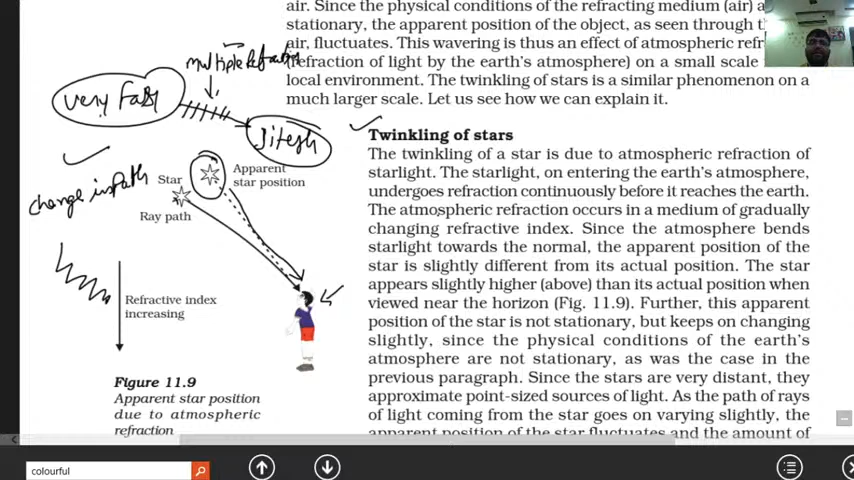 air. Since the physical conditions of the refracting medium (air) a
stationary, the apparent position of the object, as seen through t
air, fluctuates. This wavering is thus an effect of atmospheric refr
(refraction of light by the earth's atmosphere) on a small scale
local environment. The twinkling of stars is a similar phenomenon on a
much larger scale. Let us see how we can explain it.
multiple
very Fast
Jitesh
change in path
Star
Apparent
star position
Ray path
Refractive index
increasing
Figure 11.9
Apparent star position
due to atmospheric
refraction
Twinkling of stars
The twinkling of a star is due to atmospheric refraction of
starlight. The starlight, on entering the earth's atmosphere,
undergoes refraction continuously before it reaches the earth.
The atmospheric refraction occurs in a medium of gradually
changing refractive index. Since the atmosphere bends
starlight towards the normal, the apparent position of the
star is slightly different from its actual position. The star
appears slightly higher (above) than its actual position when
viewed near the horizon (Fig. 11.9). Further, this apparent
position of the star is not stationary, but keeps on changing
slightly, since the physical conditions of the earth's
atmosphere are not stationary, as was the case in the
previous paragraph. Since the stars are very distant, they
approximate point-sized sources of light. As the path of rays
of light coming from the star goes on varying slightly, the
apparent position of the star fluctuates and the amount of
colourful